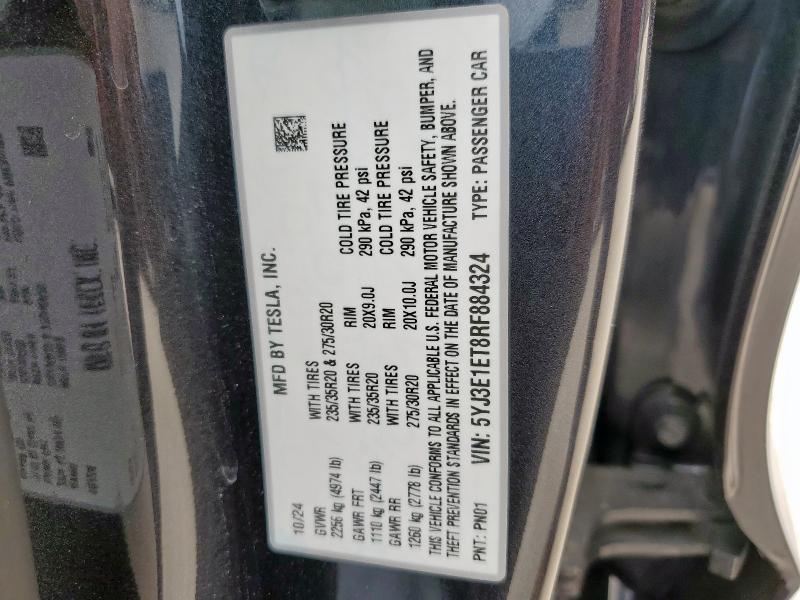 MFD BY TESLA, INC.
10/24
GVWR WITH TIRES
2256 kg (4974 lb) 235/35R20 & 275/30R20
GAWR FRT WITH TIRES RIM COLD TIRE PRESSURE
1110 kg (2447 lb) 235/35R20 20X9.0J 290 kPa, 42 psi
GAWR RR WITH TIRES RIM COLD TIRE PRESSURE
1260 kg (2778 lb) 275/30R20 20X10.0J 290 kPa, 42 psi
THIS VEHICLE CONFORMS TO ALL APPLICABLE U.S. FEDERAL MOTOR VEHICLE SAFETY, BUMPER, AND
THEFT PREVENTION STANDARDS IN EFFECT ON THE DATE OF MANUFACTURE SHOWN ABOVE.
PNT: PN01 VIN: 5YJ3E1ET8RF884324 TYPE: PASSENGER CAR